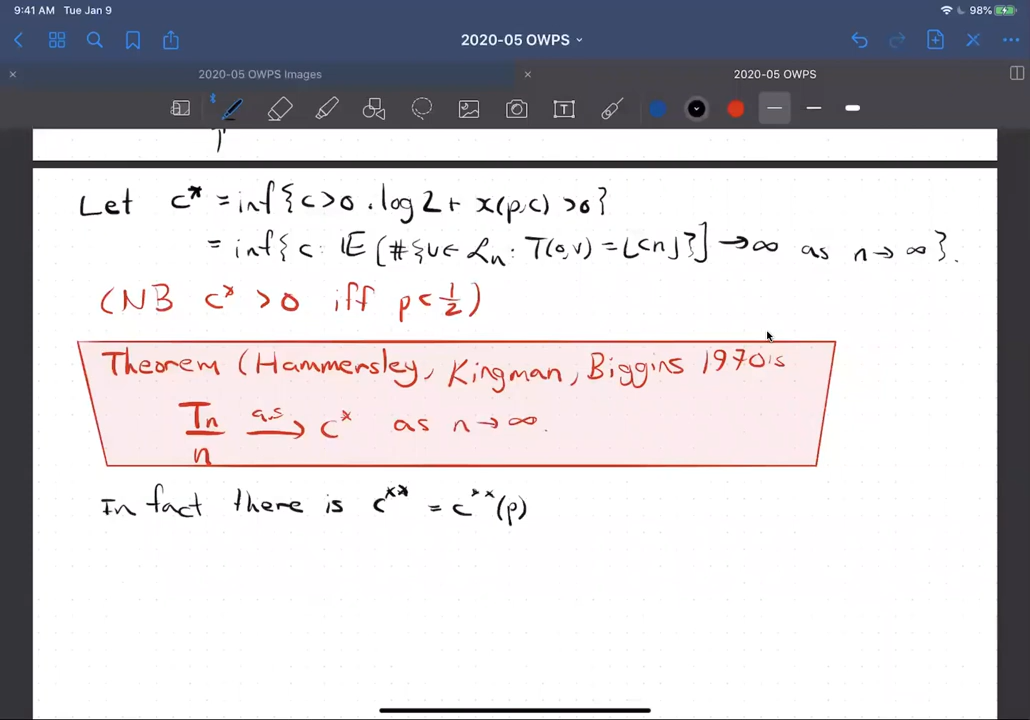 9:41 AM Tue Jan 9
98%
2020-05 OWPS
2020-05 OWPS Images
2020-05 OWPS
Let c* = inf{c>0 : log 2 + x(p,c) >0}
= inf{c : E[#{v∈ℒn : T(0,v) = ⌊cn⌋}] → ∞ as n→∞}.
(NB c* > 0 iff p < 1/2)
Theorem (Hammersley, Kingman, Biggins 1970's
Tn/n a.s→ c* as n→∞.
In fact there is c** = c**(p)